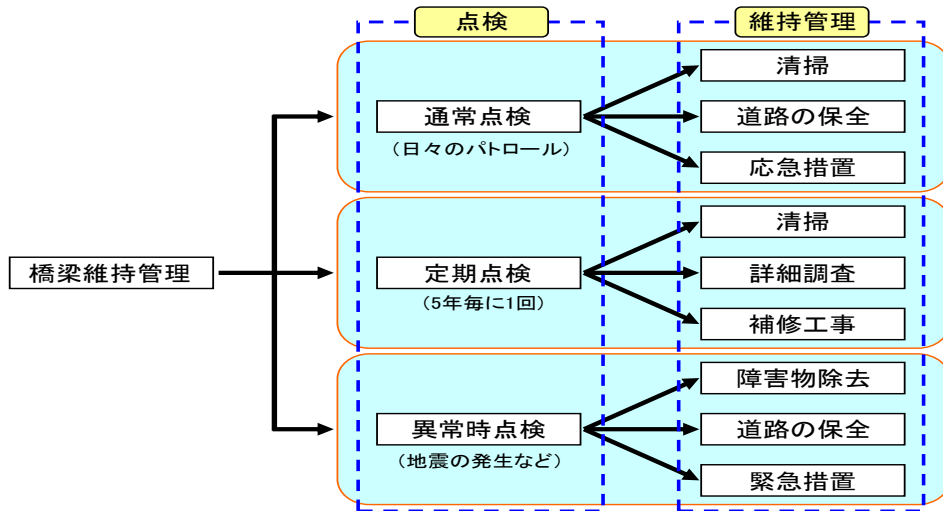 点検
維持管理
橋梁維持管理
通常点検
（日々のパトロール）
清掃
道路の保全
応急措置
定期点検
（5年毎に1回）
清掃
詳細調査
補修工事
異常時点検
（地震の発生など）
障害物除去
道路の保全
緊急措置